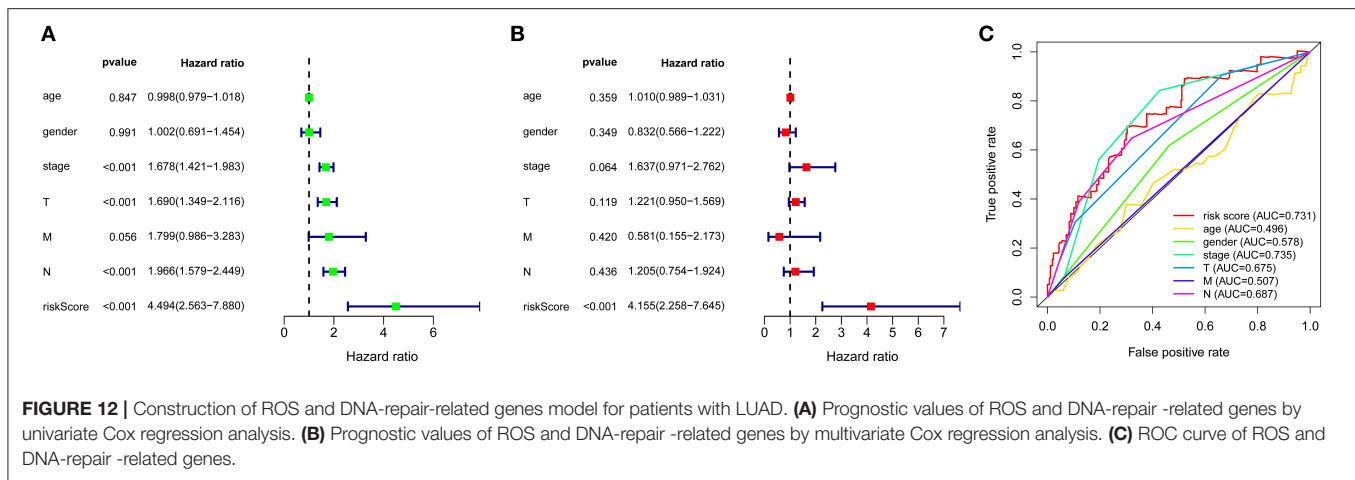 A
pvalue Hazard ratio
age 0.847 0.998(0.979−1.018)
gender 0.991 1.002(0.691−1.454)
stage <0.001 1.678(1.421−1.983)
T <0.001 1.690(1.349−2.116)
M 0.056 1.799(0.986−3.283)
N <0.001 1.966(1.579−2.449)
riskScore <0.001 4.494(2.563−7.880)
0 2 4 6
Hazard ratio
B
pvalue Hazard ratio
age 0.359 1.010(0.989−1.031)
gender 0.349 0.832(0.566−1.222)
stage 0.064 1.637(0.971−2.762)
T 0.119 1.221(0.950−1.569)
M 0.420 0.581(0.155−2.173)
N 0.436 1.205(0.754−1.924)
riskScore <0.001 4.155(2.258−7.645)
0 1 2 3 4 5 6 7
Hazard ratio
C
True positive rate
1.0
0.8
0.6
0.4
0.2
0.0
risk score (AUC=0.731)
age (AUC=0.496)
gender (AUC=0.578)
stage (AUC=0.735)
T (AUC=0.675)
M (AUC=0.507)
N (AUC=0.687)
0.0 0.2 0.4 0.6 0.8 1.0
False positive rate
FIGURE 12 | Construction of ROS and DNA-repair-related genes model for patients with LUAD. (A) Prognostic values of ROS and DNA-repair -related genes by
univariate Cox regression analysis. (B) Prognostic values of ROS and DNA-repair -related genes by multivariate Cox regression analysis. (C) ROC curve of ROS and
DNA-repair -related genes.